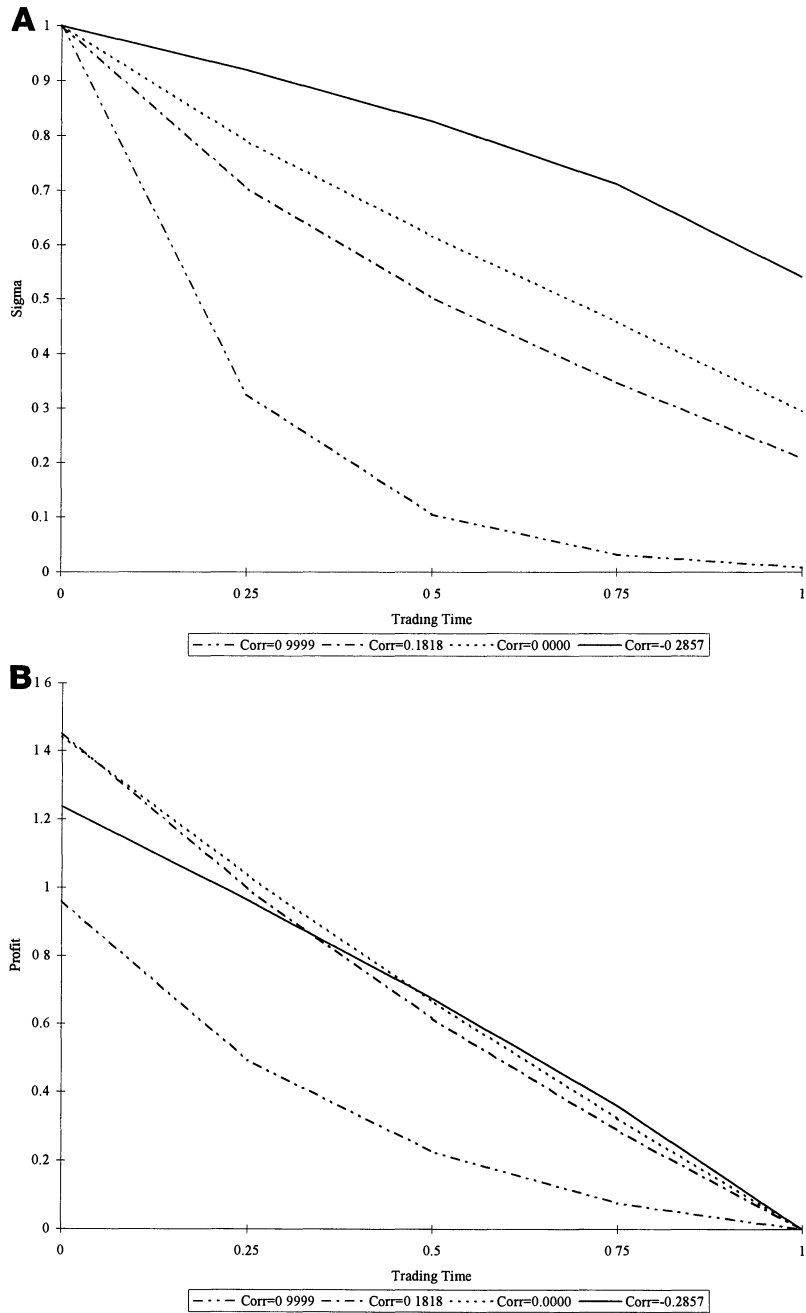 A
1
0 9
0.8
0.7
0.6
0.5
0 4
0 3
0.2
0.1
0
Sigma
0 0 25 0 5 0 75 1
Trading Time
Corr=0 9999 Corr=0.1818 Corr=0 0000 Corr=-0 2857
B
1 6
1 4
1.2
1
0.8
0.6
0.4
0.2
0
Profit
0 0.25 0.5 0 75 1
Trading Time
Corr=0 9999 Corr=0 1818 Corr=0.0000 Corr=-0.2857